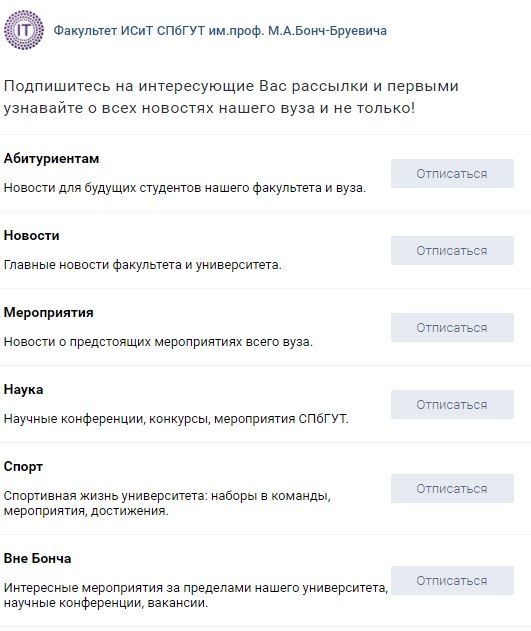 IT
Факультет ИСиТ СПбГУТ им.проф. М.А.Бонч-Бруевича
Подпишитесь на интересующие Вас рассылки и первыми
узнавайте о всех новостях нашего вуза и не только!
Абитуриентам
Отписаться
Новости для будущих студентов нашего факультета и вуза.
Новости
Отписаться
Главные новости факультета и университета.
Мероприятия
Отписаться
Новости о предстоящих мероприятиях всего вуза.
Наука
Отписаться
Научные конференции, конкурсы, мероприятия СПбГУТ.
Спорт
Отписаться
Спортивная жизнь университета: наборы в команды,
мероприятия, достижения.
Вне Бонча
Отписаться
Интересные мероприятия за пределами нашего университета,
научные конференции, вакансии.